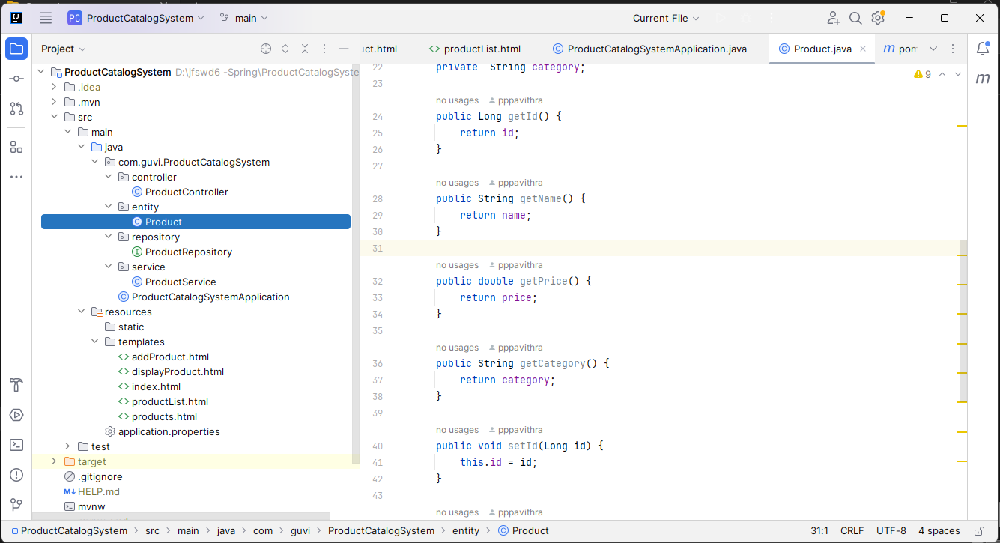 PC ProductCatalogSystem main Current File
Project
ct.html productList.html ProductCatalogSystemApplication.java Product.java m pom
ProductCatalogSystem D:\jfswd6 -Spring\ProductCatalogSyste
.idea
.mvn
src
main
java
com.guvi.ProductCatalogSystem
controller
ProductController
entity
Product
repository
ProductRepository
service
ProductService
ProductCatalogSystemApplication
resources
static
templates
addProduct.html
displayProduct.html
index.html
productList.html
products.html
application.properties
test
target
.gitignore
M↓ HELP.md
mvnw
9
m
22 private  String category;
23
no usages pppavithra
24 public Long getId() {
25 return id;
26 }
27
no usages pppavithra
28 public String getName() {
29 return name;
30 }
31
no usages pppavithra
32 public double getPrice() {
33 return price;
34 }
35
no usages pppavithra
36 public String getCategory() {
37 return category;
38 }
39
no usages pppavithra
40 public void setId(Long id) {
41 this.id = id;
42 }
43
no usages pppavithra
ProductCatalogSystem > src > main > java > com > guvi > ProductCatalogSystem > entity > Product 31:1 CRLF UTF-8 4 spaces